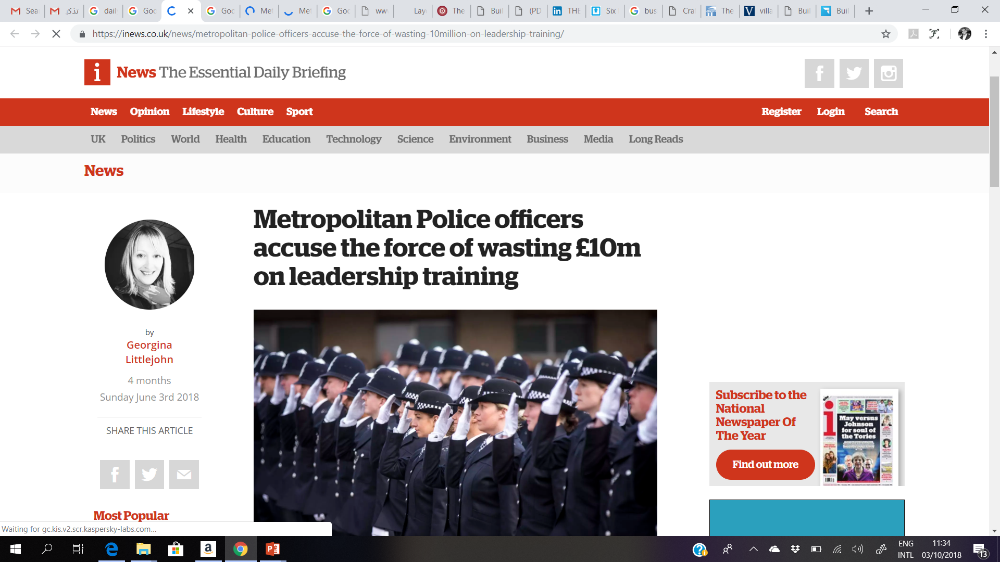 Sea
تذكـ
dail
Goo
Goo
Met
Met
Goo
ww
Lay
The
Buil
(PD
THE
Six
bus
Cra
The
villa
Buil
Buil
https://inews.co.uk/news/metropolitan-police-officers-accuse-the-force-of-wasting-10million-on-leadership-training/
i News The Essential Daily Briefing
News Opinion Lifestyle Culture Sport Register Login Search
UK Politics World Health Education Technology Science Environment Business Media Long Reads
News
Metropolitan Police officers
accuse the force of wasting £10m
on leadership training
by
Georgina
Littlejohn
4 months
Sunday June 3rd 2018
SHARE THIS ARTICLE
Most Popular
Subscribe to the
National
Newspaper Of
The Year
Find out more
i
May versus
Johnson
for soul of
the Tories
Waiting for gc.kis.v2.scr.kaspersky-labs.com...
ENG
INTL
11:34
03/10/2018
13